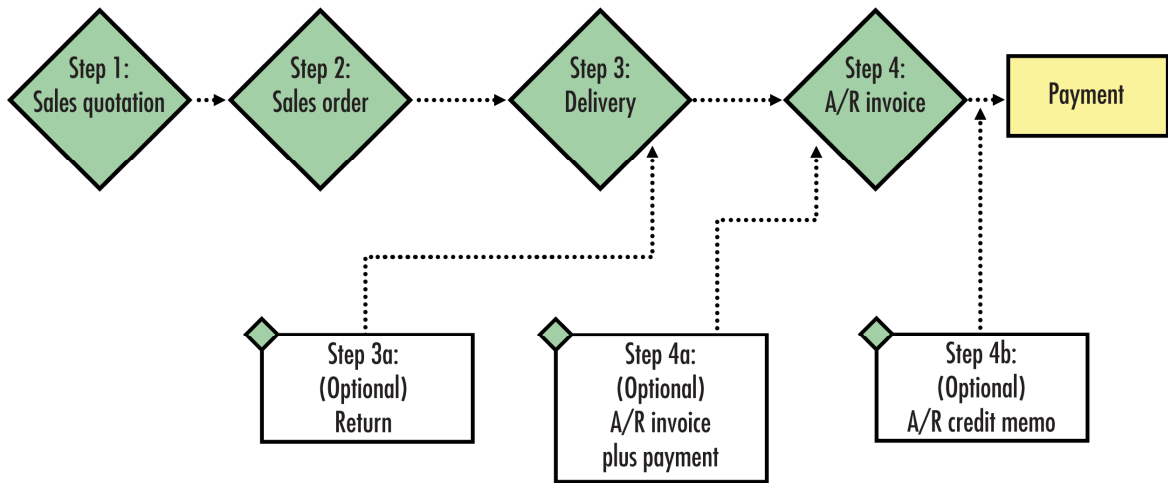 Step 1:
Sales quotation
Step 2:
Sales order
Step 3:
Delivery
Step 4:
A/R invoice
Payment
Step 3a:
(Optional)
Return
Step 4a:
(Optional)
A/R invoice
plus payment
Step 4b:
(Optional)
A/R credit memo